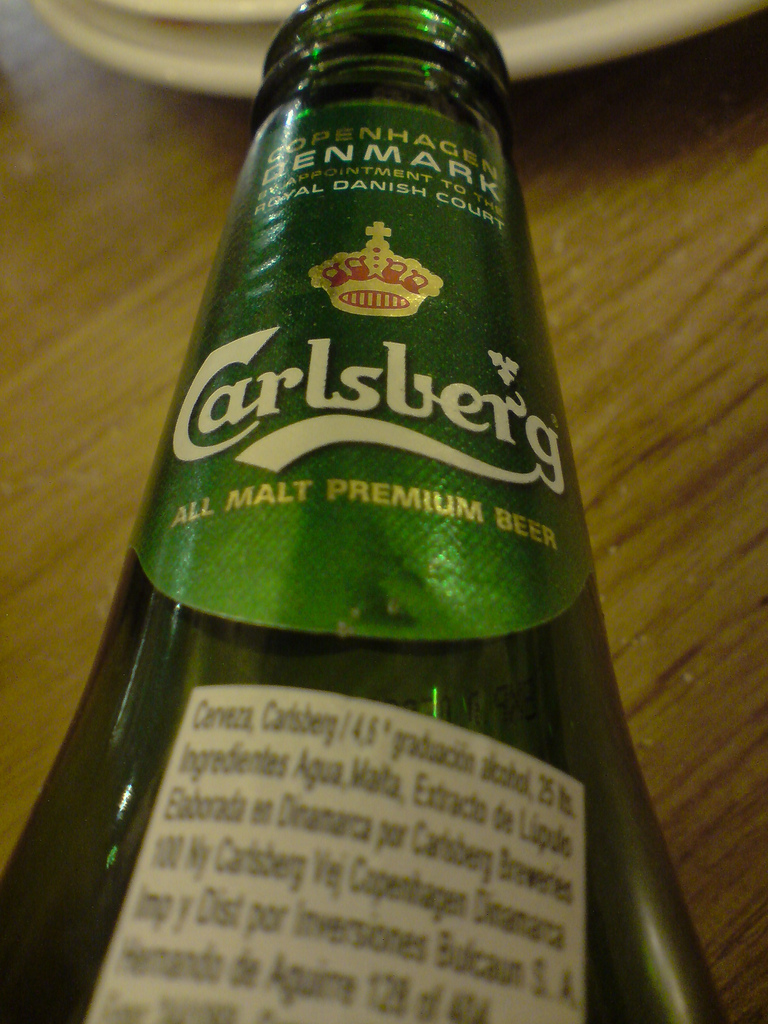 COPENHAGEN
DENMARK
BY APPOINTMENT TO THE
ROYAL DANISH COURT
Carlsberg
ALL MALT PREMIUM BEER
Cerveza, Carlsberg / 4,5 ° graduación alcohol, 25 lts.
Ingredientes Agua, Malta, Extracto de Lúpulo
Elaborada en Dinamarca por Carlsberg Breweries
100 Ny Carlsberg Vej Copenhagen Dinamarca
Imp y Dist por Inversiones Bulcaun S. A.
Hernando de Aguirre 128 of 404